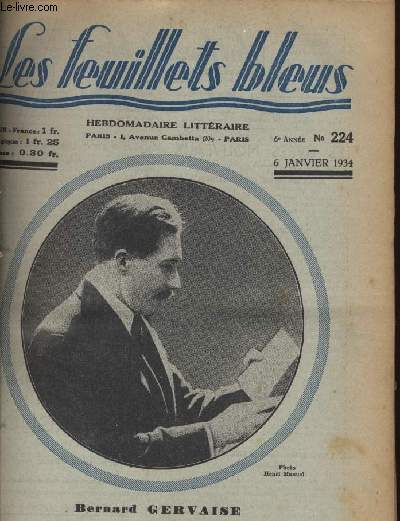 Le-livre.com
Les feuillets bleus
HEBDOMADAIRE LITTÉRAIRE
PARIS - 1, Avenue Gambetta (20e) - PARIS
France : 1 fr.
1 fr. 25
0.80 fr.
6e ANNÉE No 224
6 JANVIER 1934
Photo
Henri Manuel
Bernard GERVAISE